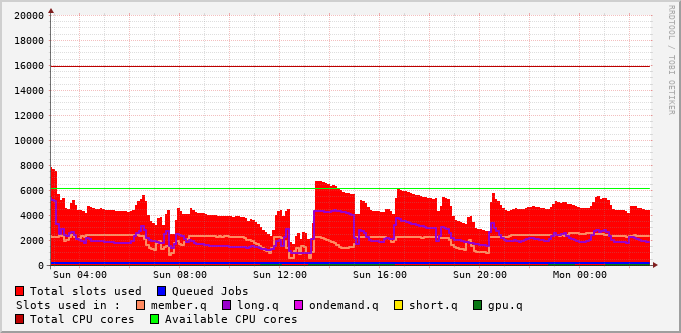 20000
18000
16000
14000
12000
10000
8000
6000
4000
2000
0
Sun 04:00 Sun 08:00 Sun 12:00 Sun 16:00 Sun 20:00 Mon 00:00
Total slots used Queued Jobs
Slots used in : member.q long.q ondemand.q short.q gpu.q
Total CPU cores Available CPU cores
RRDTOOL / TOBI OETIKER